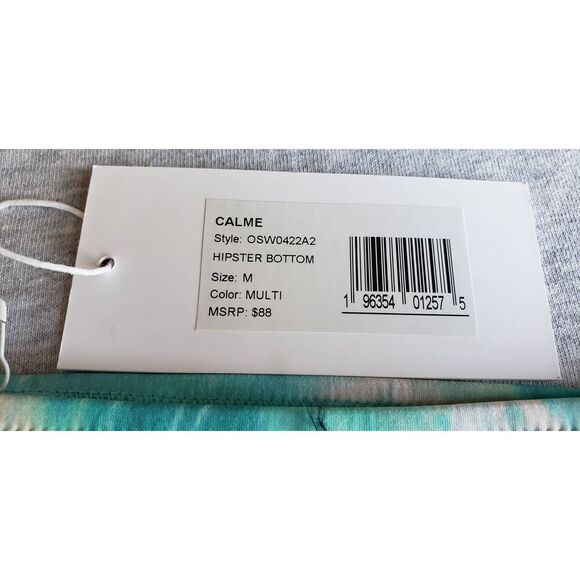 CALME
Style: OSW0422A2
HIPSTER BOTTOM
Size: M
Color: MULTI
MSRP: $88
1 96354 01257 5